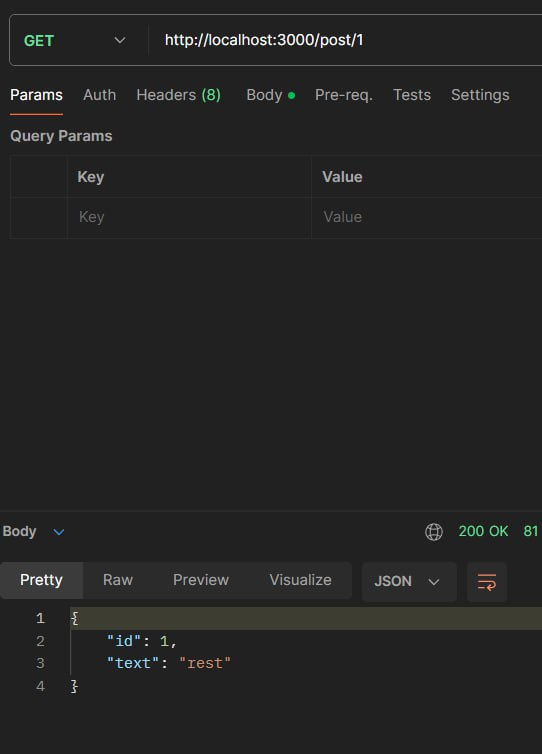 GET http://localhost:3000/post/1
Params Auth Headers (8) Body Pre-req. Tests Settings
Query Params
Key Value
Key Value
Body 200 OK 81
Pretty Raw Preview Visualize JSON
1 {
2 "id": 1,
3 "text": "rest"
4 }